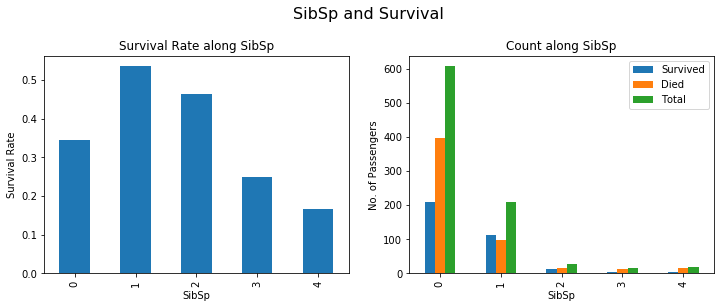 SibSp and Survival
Survival Rate along SibSp
Survival Rate
0.5
0.4
0.3
0.2
0.1
0.0
0
1
2
3
4
SibSp
Count along SibSp
No. of Passengers
600
500
400
300
200
100
0
Survived
Died
Total
0
1
2
3
4
SibSp